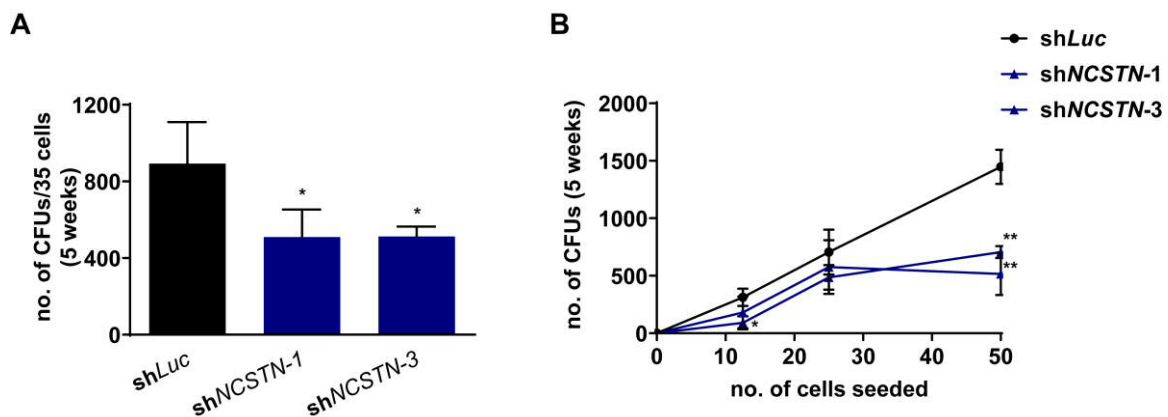 A
no. of CFUs/35 cells
(5 weeks)
1200
800
400
0
*
*
shLuc
shNCSTN-1
shNCSTN-3
B
shLuc
shNCSTN-1
shNCSTN-3
no. of CFUs (5 weeks)
2000
1500
1000
500
0
*
**
**
0
10
20
30
40
50
no. of cells seeded